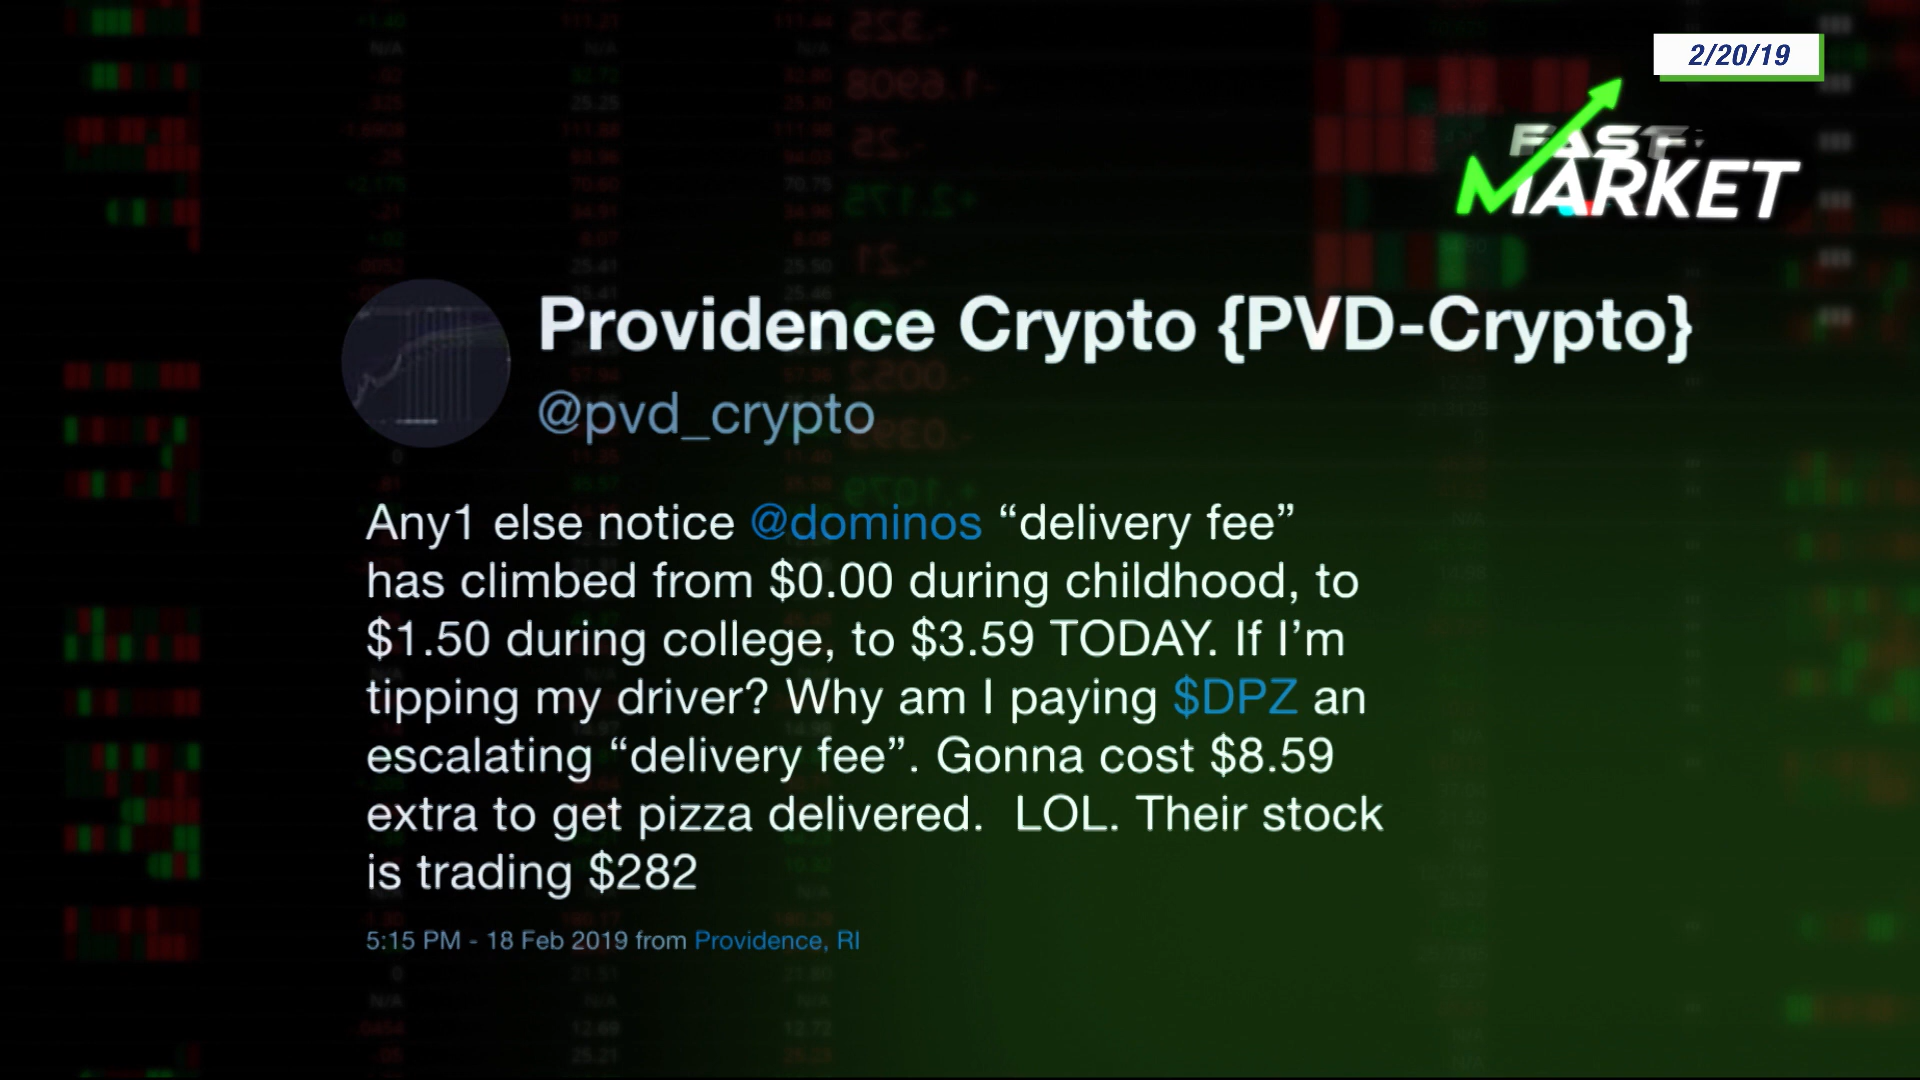 2/20/19
FAST
MARKET
Providence Crypto {PVD-Crypto}
@pvd_crypto
Any1 else notice @dominos “delivery fee”
has climbed from $0.00 during childhood, to
$1.50 during college, to $3.59 TODAY. If I’m
tipping my driver? Why am I paying $DPZ an
escalating “delivery fee”. Gonna cost $8.59
extra to get pizza delivered.  LOL. Their stock
is trading $282
5:15 PM - 18 Feb 2019 from Providence, RI